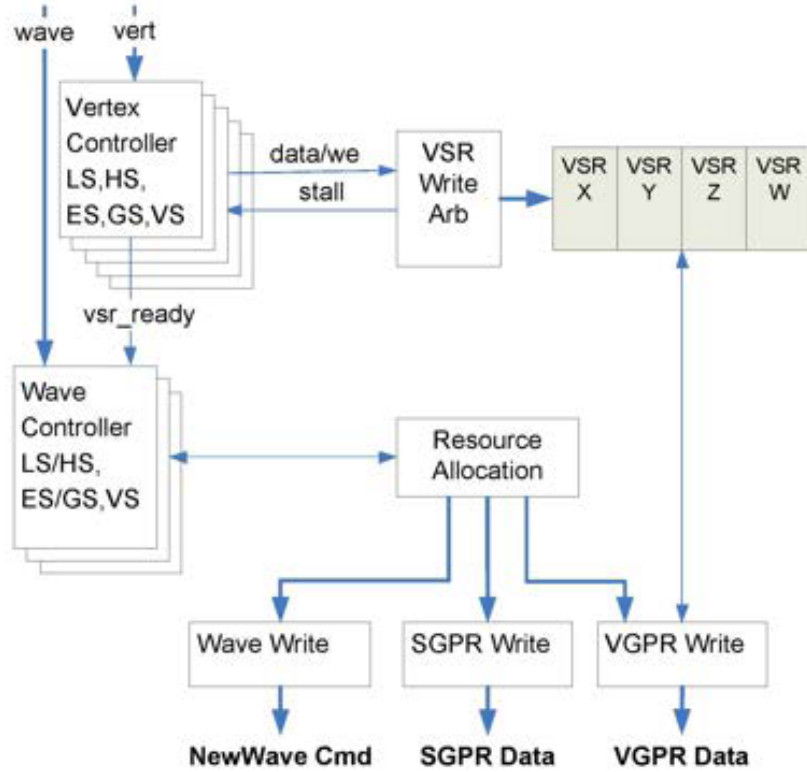 wave
vert
Vertex
Controller
LS,HS,
ES,GS,VS
data/we
stall
VSR
Write
Arb
VSR
X
VSR
Y
VSR
Z
VSR
W
vsr_ready
Wave
Controller
LS/HS,
ES/GS,VS
Resource
Allocation
Wave Write
SGPR Write
VGPR Write
NewWave Cmd
SGPR Data
VGPR Data